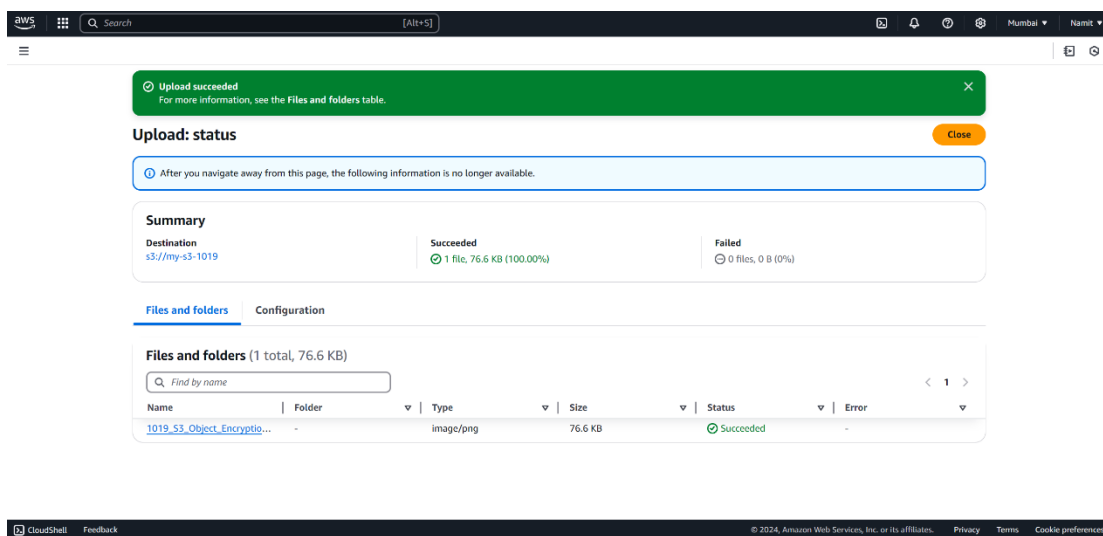 aws Search [Alt+S] Mumbai Namit
Upload succeeded
For more information, see the Files and folders table.
Upload: status Close
After you navigate away from this page, the following information is no longer available.
Summary
Destination Succeeded Failed
s3://my-s3-1019 1 file, 76.6 KB (100.00%) 0 files, 0 B (0%)
Files and folders Configuration
Files and folders (1 total, 76.6 KB)
Find by name < 1 >
Name Folder Type Size Status Error
1019_S3_Object_Encryptio... - image/png 76.6 KB Succeeded -
CloudShell Feedback © 2024, Amazon Web Services, Inc. or its affiliates. Privacy Terms Cookie preferences